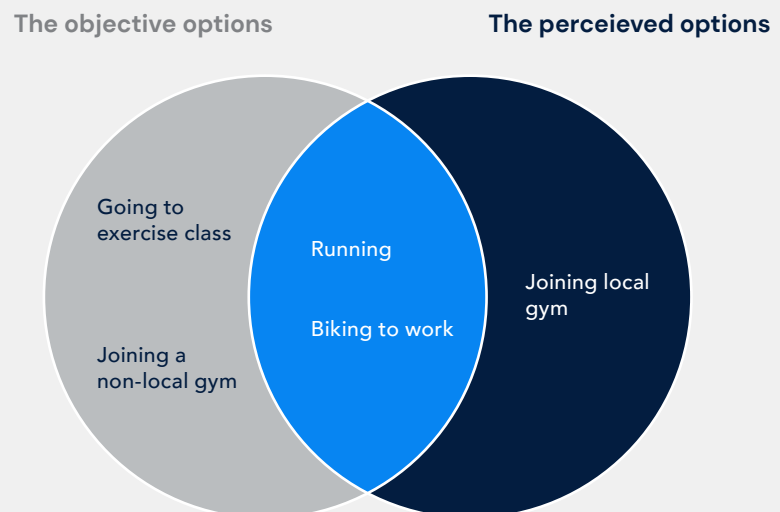 The objective options
The perceieved options
Going to
exercise class
Joining a
non-local gym
Running
Biking to work
Joining local
gym